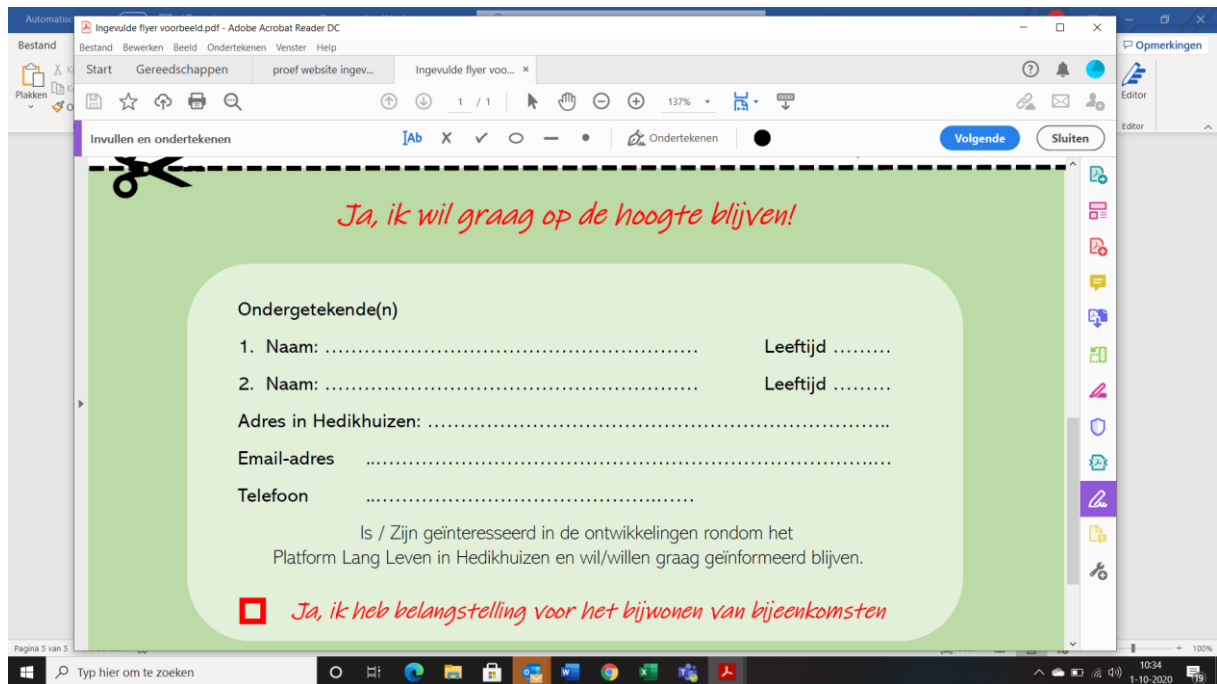 Automatisc
Ingevulde flyer voorbeeld.pdf - Adobe Acrobat Reader DC
Bestand
Bestand Bewerken Beeld Ondertekenen Venster Help
Opmerkingen
Start Gereedschappen proef website ingev... Ingevulde flyer voo... ×
Plakken
1 / 1 137%
Editor
Invullen en ondertekenen IAb Ondertekenen Volgende Sluiten
Editor
Ja, ik wil graag op de hoogte blijven!
Ondergetekende(n)
1. Naam: ........................................................ Leeftijd .........
2. Naam: ........................................................ Leeftijd .........
Adres in Hedikhuizen: ......................................................................
Email-adres ................................................................................
Telefoon ..................................................
Is / Zijn geïnteresseerd in de ontwikkelingen rondom het
Platform Lang Leven in Hedikhuizen en wil/willen graag geïnformeerd blijven.
Ja, ik heb belangstelling voor het bijwonen van bijeenkomsten
Pagina 5 van 5
100%
Typ hier om te zoeken
10:34
1-10-2020
19